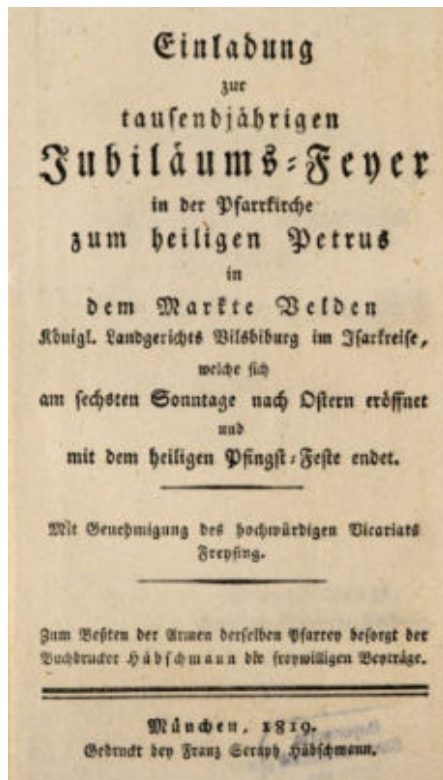 Einladung
zur
tausendjährigen
Jubiläums-Feyer
in der Pfarrkirche
zum heiligen Petrus
in
dem Markte Velden
Königl. Landgerichts Vilsbiburg im Isarkreise,
welche sich
am sechsten Sonntage nach Ostern eröffnet
und
mit dem heiligen Pfingst-Feste endet.
Mit Genehmigung des hochwürdigen Vicariats
Freysing.
Zum Beßten der Armen derselben Pfarrey besorgt der
Buchdrucker Hübschmann die freywilligen Beyträge.
München, 1819.
Gedruckt bey Franz Seraph Hübschmann.